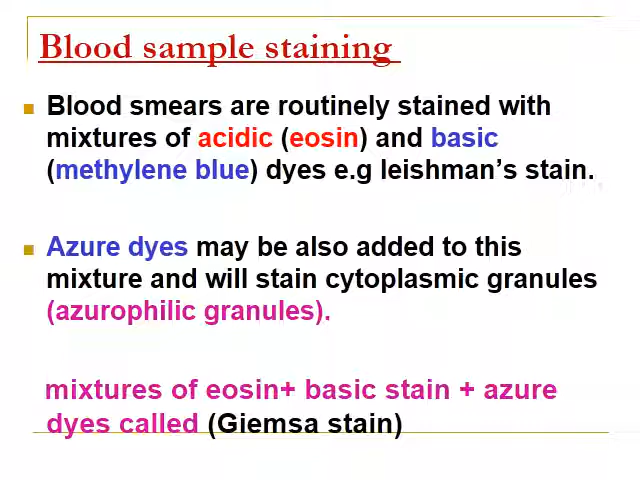 Blood sample staining
Blood smears are routinely stained with
mixtures of acidic (eosin) and basic
(methylene blue) dyes e.g leishman's stain.
Azure dyes may be also added to this
mixture and will stain cytoplasmic granules
(azurophilic granules).
mixtures of eosin+ basic stain + azure
dyes called (Giemsa stain)